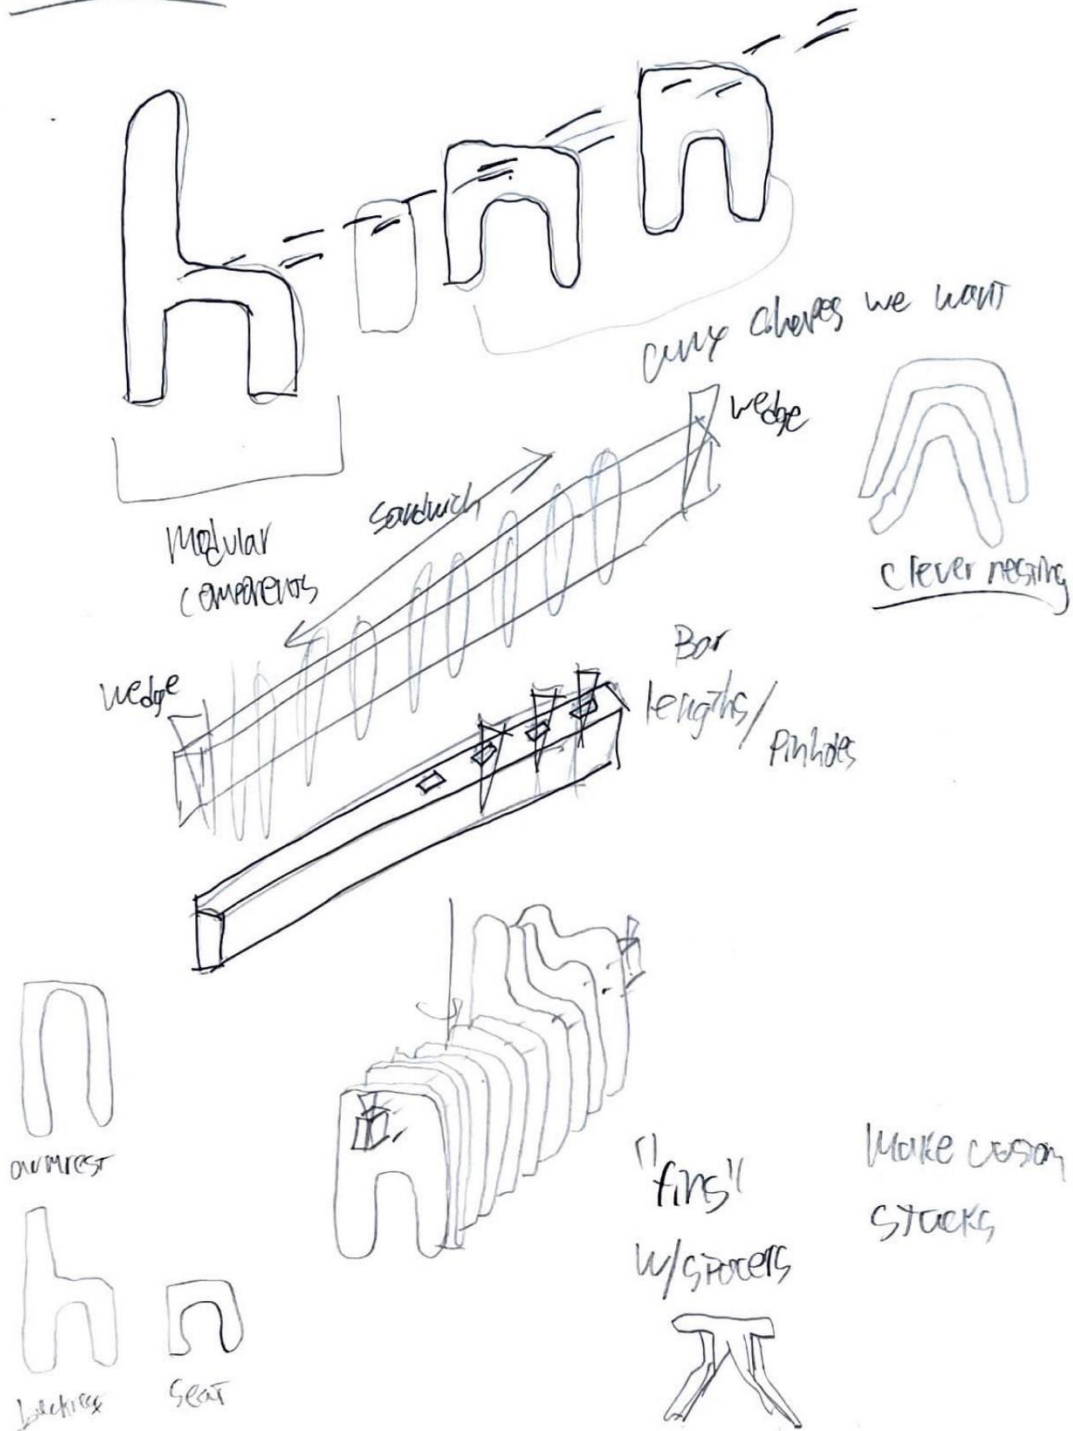 any shapes we want
wedge
sandwich
Modular
components
clever nesting
wedge
Bar
lengths/
pinholes
armrest
"fins"
w/spacers
Make custom
stacks
backrest
seat